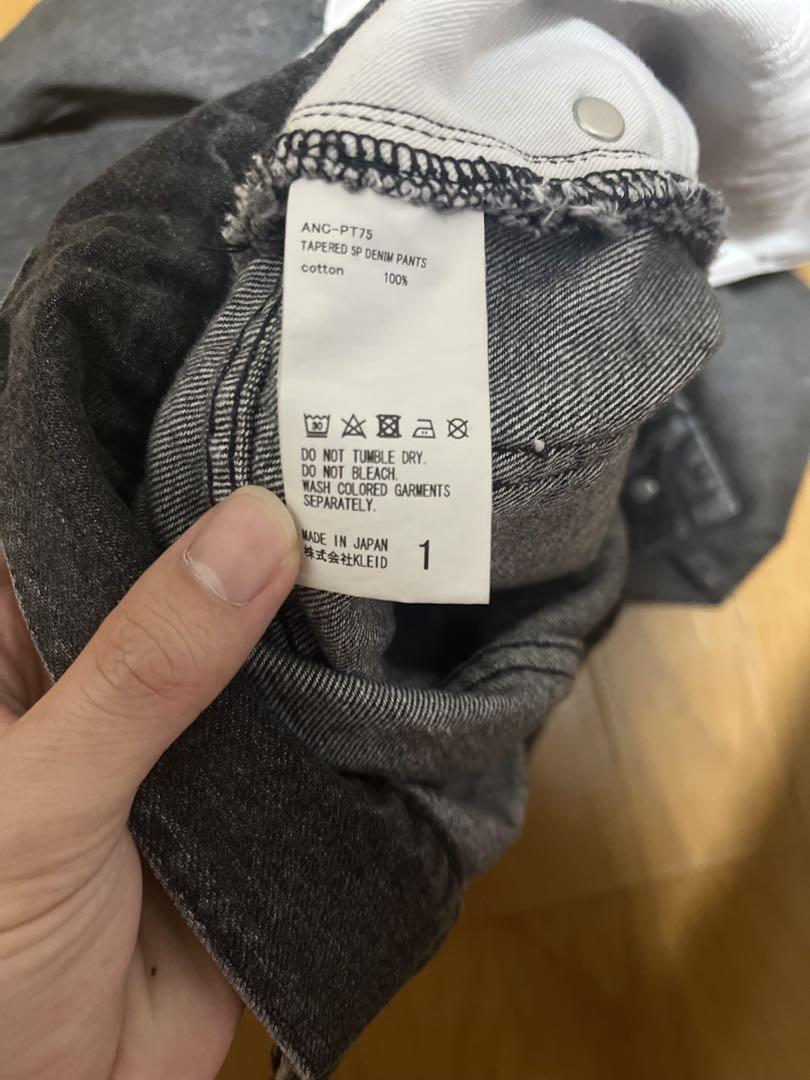 ANC-PT75
TAPERED 5P DENIM PANTS
cotton 100%
30
DO NOT TUMBLE DRY.
DO NOT BLEACH.
WASH COLORED GARMENTS
SEPARATELY.
MADE IN JAPAN
株式会社KLEID 1